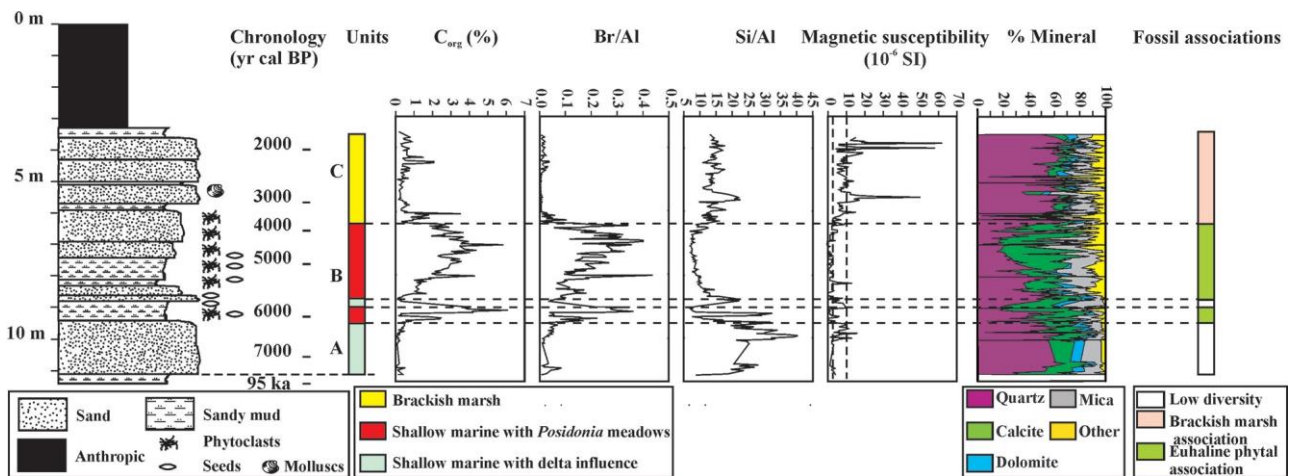 0 m
Chronology
(yr cal BP)
Units
C_org (%)
Br/Al
Si/Al
Magnetic susceptibility
(10⁻⁶ SI)
% Mineral
Fossil associations
0 1 2 3 4 5 6 7
0.0 0.1 0.2 0.3 0.4 0.5
5 10 15 20 25 30 35 40 45
0 10 20 30 40 50 60 70
0 20 40 60 80 100
2000
5 m
C
3000
4000
5000
B
6000
10 m
7000
A
95 ka
Sand
Sandy mud
Phytoclasts
Anthropic
Seeds
Molluscs
Brackish marsh
Shallow marine with Posidonia meadows
Shallow marine with delta influence
Quartz
Mica
Calcite
Other
Dolomite
Low diversity
Brackish marsh
association
Euhaline phytal association